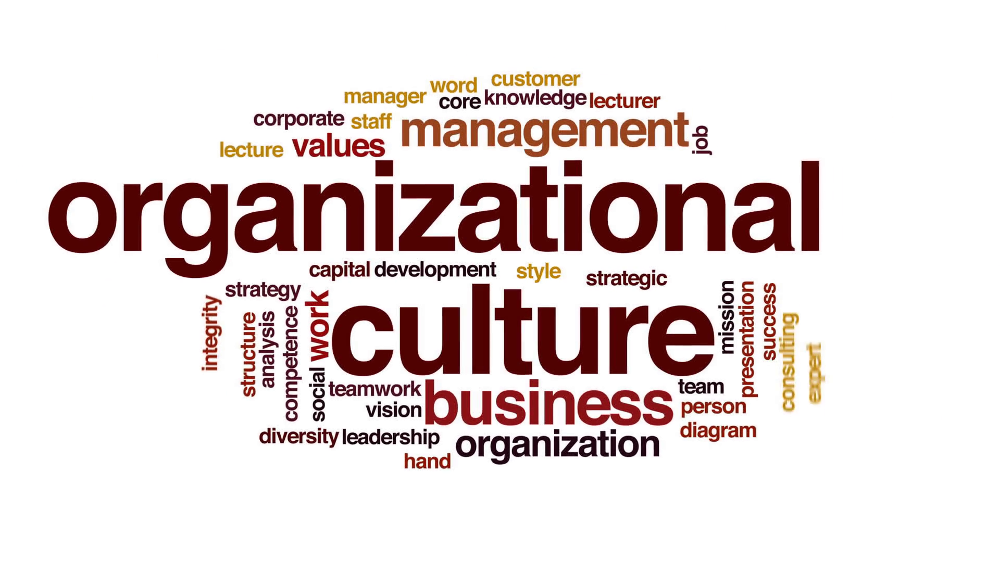 customer
word
manager
core
knowledge
lecturer
corporate
staff
management
job
lecture
values
organizational
capital
development
style
strategic
strategy
integrity
structure
analysis
competence
work
social
culture
mission
presentation
success
consulting
expert
teamwork
business
team
vision
person
diversity
leadership
organization
diagram
hand